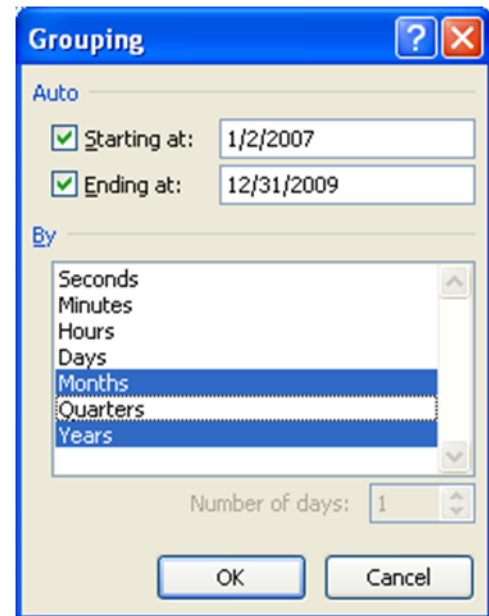 Grouping
Auto
Starting at: 1/2/2007
Ending at: 12/31/2009
By
Seconds
Minutes
Hours
Days
Months
Quarters
Years
Number of days: 1
OK Cancel